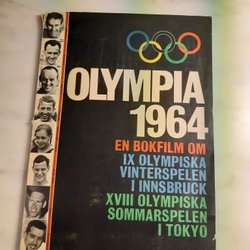 OLYMPIA
1964
EN BOKFILM OM
IX OLYMPISKA
VINTERSPELEN
I INNSBRUCK
XVIII OLYMPISKA
SOMMARSPELEN
I TOKYO